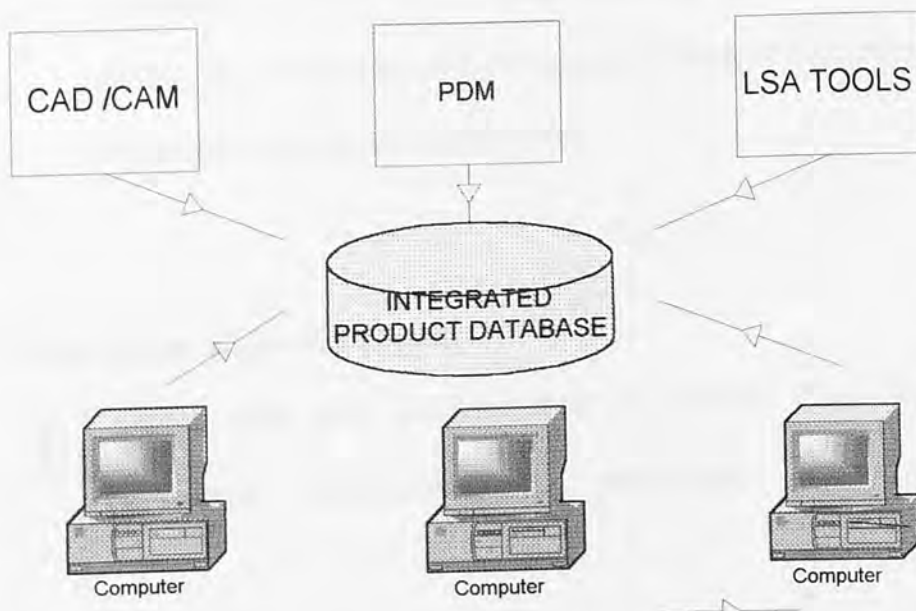 CAD /CAM
PDM
LSA TOOLS
INTEGRATED
PRODUCT DATABASE
Computer
Computer
Computer